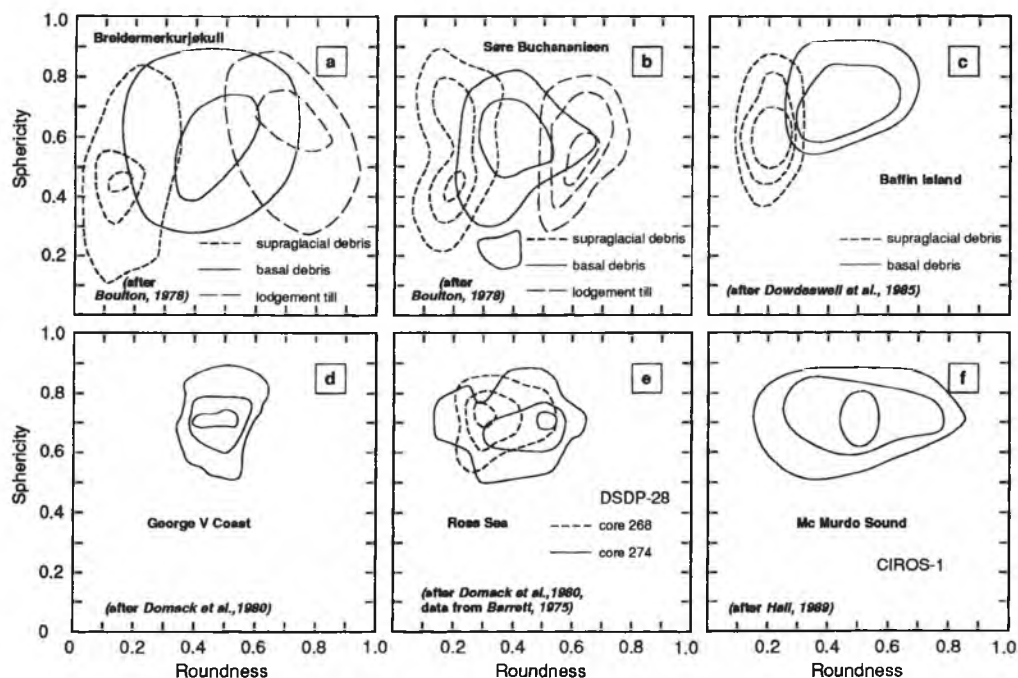 Breidermerkurjøkull
a
supraglacial debris
basal debris
lodgement till
(after
Boulton, 1978)
Søre Buchananisen
b
supraglacial debris
basal debris
lodgement till
(after
Boulton, 1978)
c
Baffin Island
supraglacial debris
basal debris
(after Dowdeswell et al., 1985)
Sphericity
1.0
0.8
0.6
0.4
0.2
d
George V Coast
(after Domack et al.,1980)
e
Ross Sea
DSDP-28
core 268
core 274
(after Domack et al.,1980,
data from Barrett, 1975)
f
Mc Murdo Sound
CIROS-1
(after Hall, 1989)
Sphericity
1.0
0.8
0.6
0.4
0.2
0
0 0.2 0.4 0.6 0.8 1.0
Roundness
0.2 0.4 0.6 0.8 1.0
Roundness
0.2 0.4 0.6 0.8 1.0
Roundness